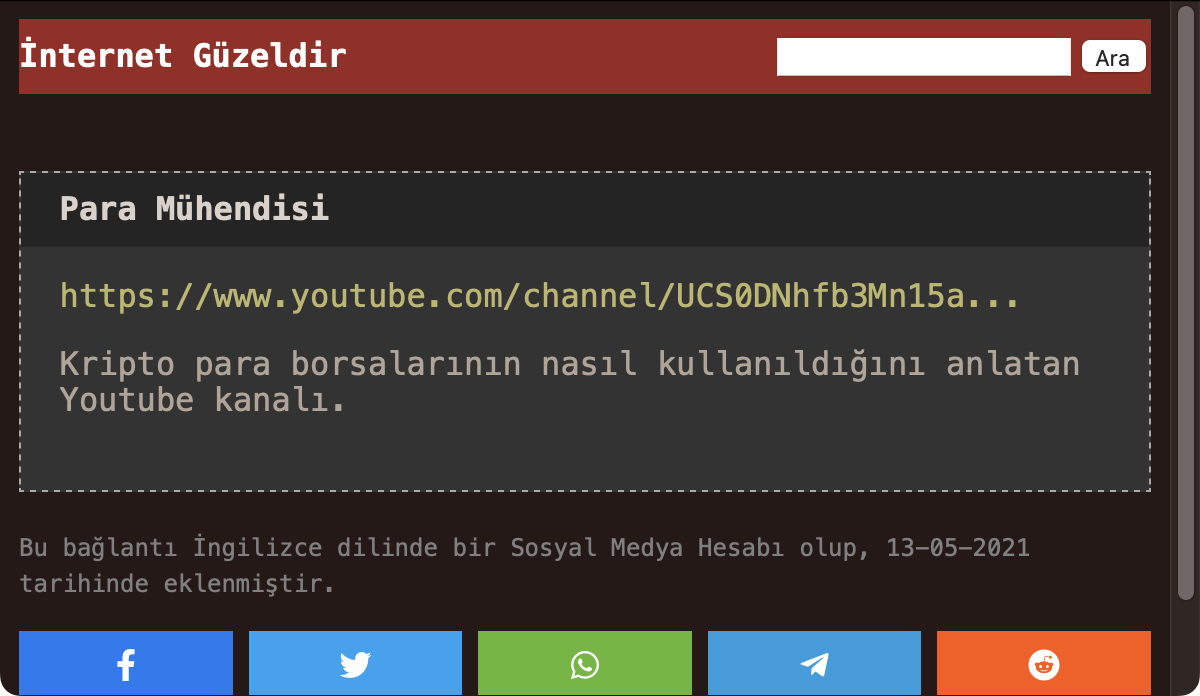 İnternet Güzeldir
Ara
Para Mühendisi
https://www.youtube.com/channel/UCS0DNhfb3Mn15a...
Kripto para borsalarının nasıl kullanıldığını anlatan
Youtube kanalı.
Bu bağlantı İngilizce dilinde bir Sosyal Medya Hesabı olup, 13-05-2021
tarihinde eklenmiştir.